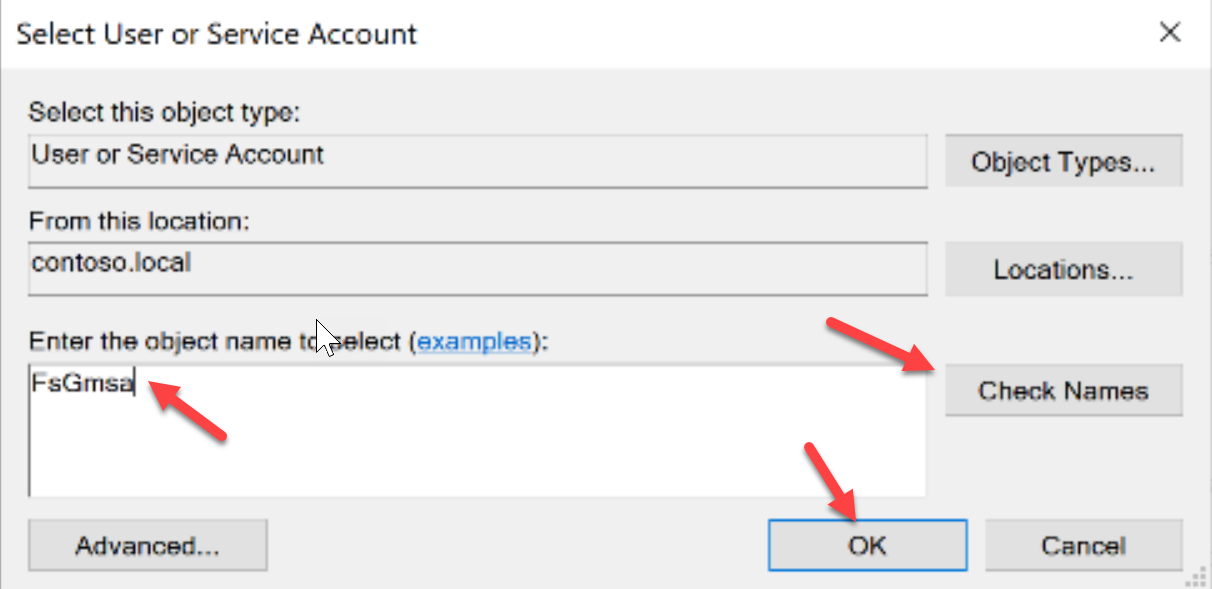 Select User or Service Account
Select this object type:
User or Service Account
Object Types...
From this location:
contoso.local
Locations...
Enter the object name to select (examples):
FsGmsa
Check Names
Advanced...
OK
Cancel